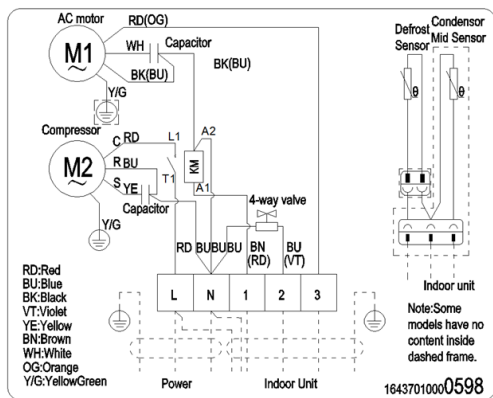 AC motor
RD(OG)
M1
WH
Capacitor
BK(BU)
BK(BU)
Y/G
Compressor
M2
C RD
R BU
S YE
Capacitor
Y/G
L1
T1
A2
KM
A1
4-way valve
RD BU BU BU
BN
(RD)
BU
(VT)
L N 1 2 3
Power
Indoor Unit
RD:Red
BU:Blue
BK:Black
VT:Violet
YE:Yellow
BN:Brown
WH:White
OG:Orange
Y/G:YellowGreen
Defrost
Sensor
Condensor
Mid Sensor
θ
θ
Indoor unit
Note:Some
models have no
content inside
dashed frame.
16437010000598